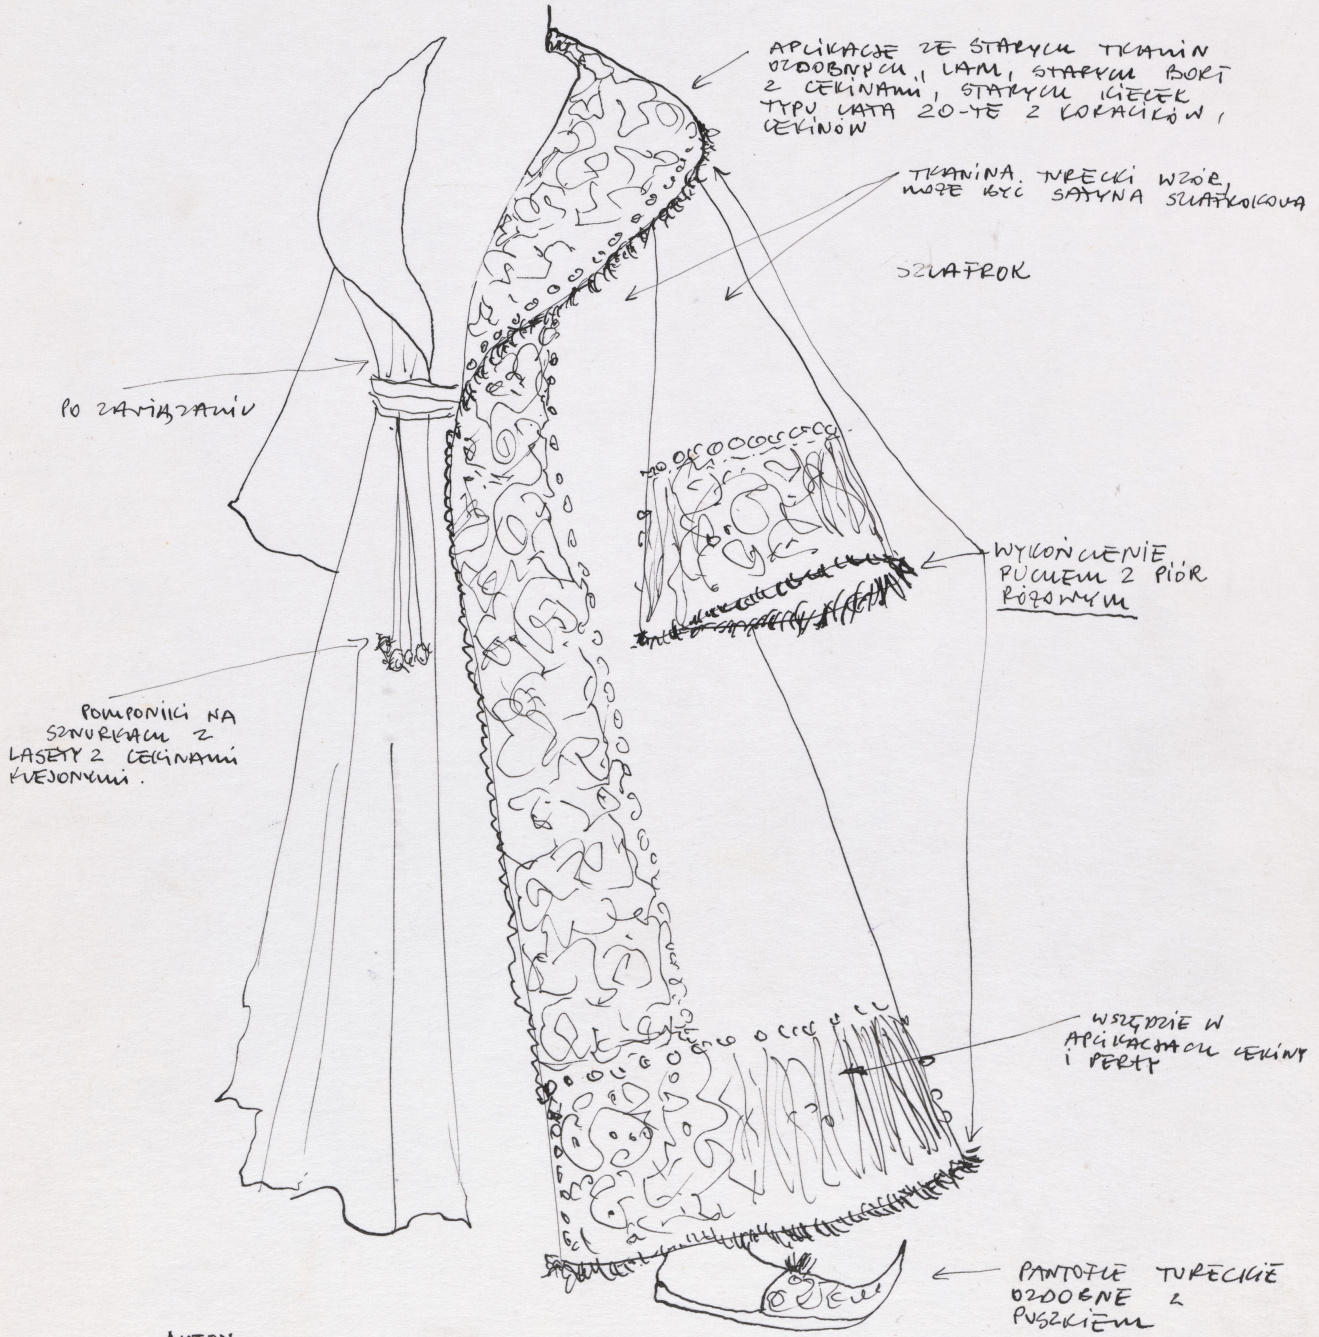 APLIKACJE ZE STARYCH TKANIN
OZDOBNYCH, LAM, STARYCH BORT
Z CEKINAMI, STARYCH KIECEK
TYPU LATA 20-TE Z KORALIKÓW,
CEKINÓW
TKANINA TURECKI WZÓR,
MOŻE BYĆ SATYNA SZLAFROKOWA
SZLAFROK
PO ZAWIĄZANIU
WYKOŃCZENIE
PUCHEM Z PIÓR
RÓŻOWYM
POMPONIKI NA
SZNURKACH Z
LASETY Z CEKINAMI
KLEJONYMI.
WSZĘDZIE W
APLIKACJACH CEKINY
I PERŁY
PANTOFLE TURECKIE
OZDOBNE Z
PUSZKIEM